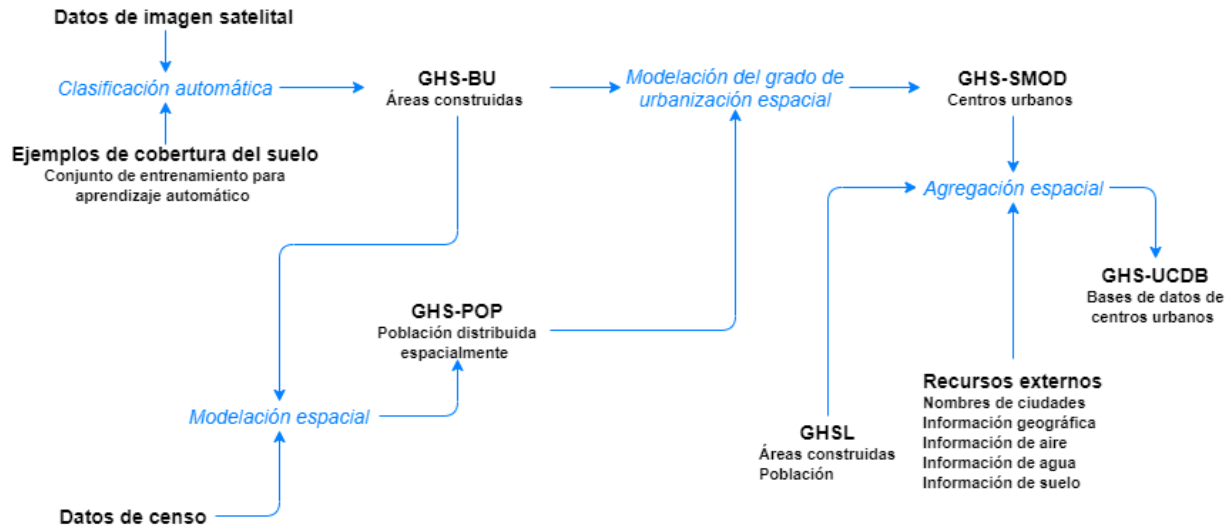 Datos de imagen satelital
Clasificación automática
Ejemplos de cobertura del suelo
Conjunto de entrenamiento para
aprendizaje automático
GHS-BU
Áreas construidas
Modelación del grado de
urbanización espacial
GHS-SMOD
Centros urbanos
Agregación espacial
GHS-UCDB
Bases de datos de
centros urbanos
GHS-POP
Población distribuida
espacialmente
Modelación espacial
Datos de censo
GHSL
Áreas construidas
Población
Recursos externos
Nombres de ciudades
Información geográfica
Información de aire
Información de agua
Información de suelo